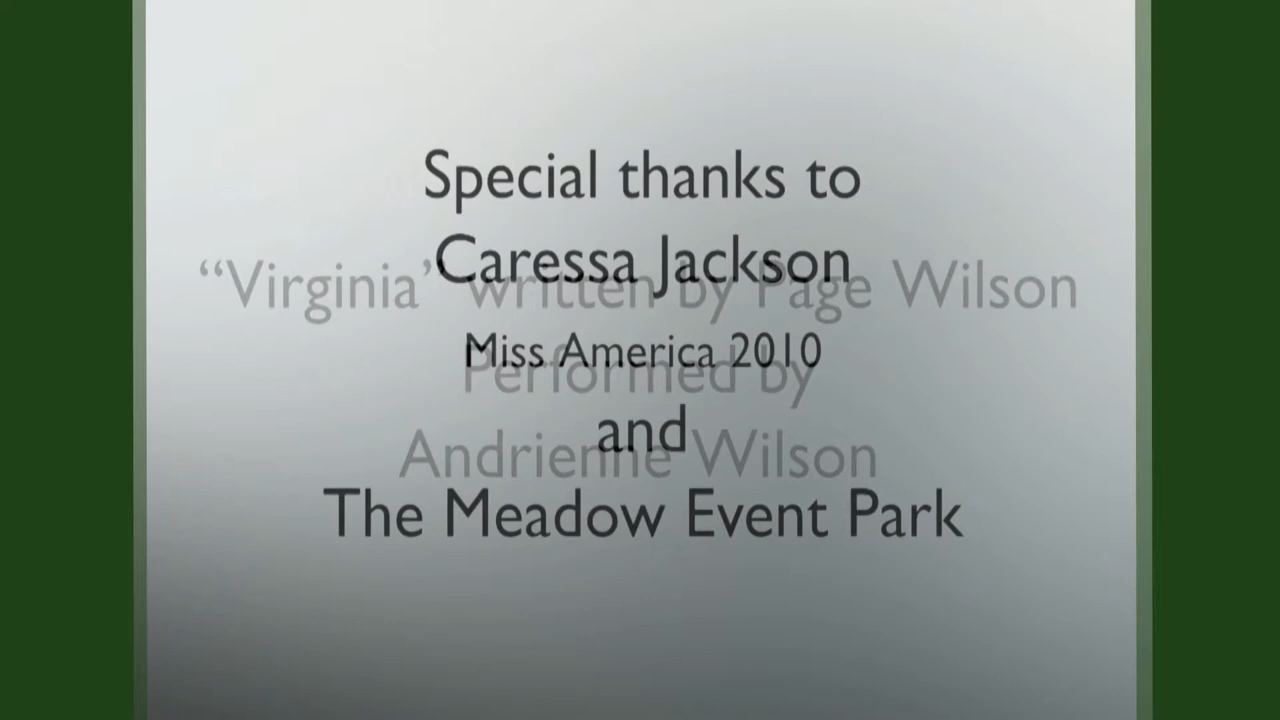 Special thanks to
Caressa Jackson
Miss America 2010
and
The Meadow Event Park
“Virginia” written by Page Wilson
Performed by
Andrienne Wilson